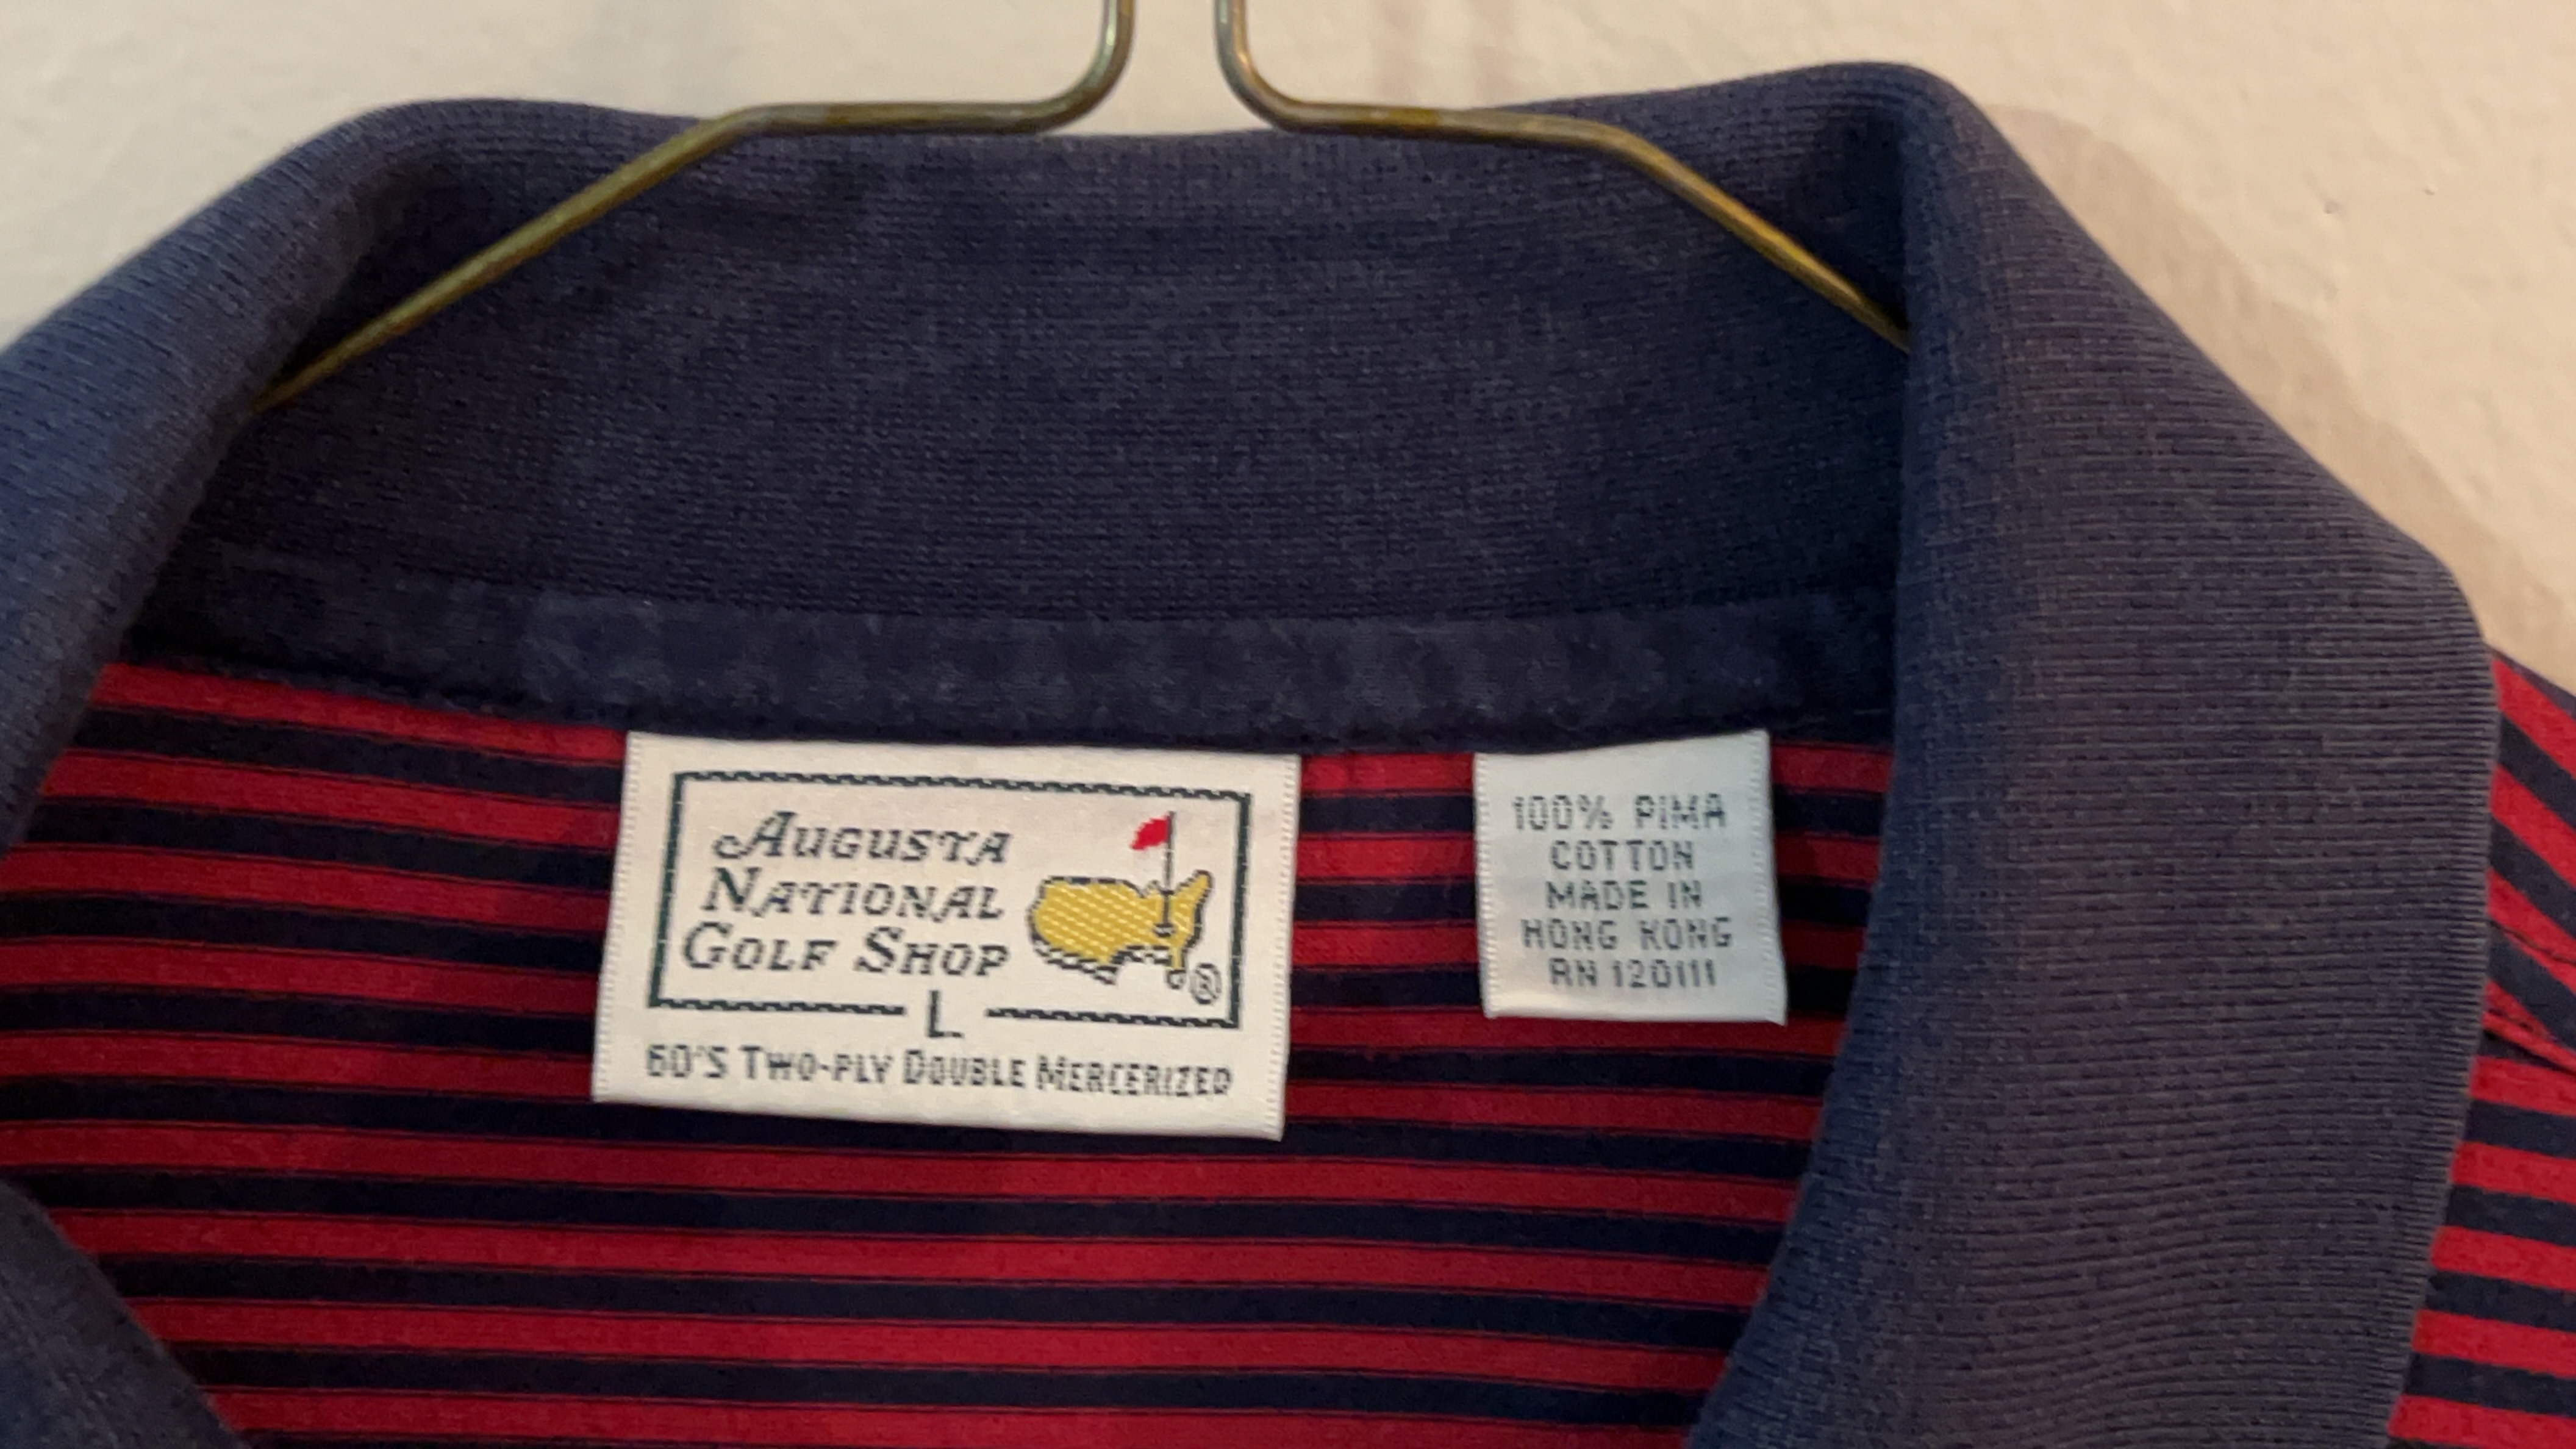 AUGUSTA
NATIONAL
GOLF SHOP
®
L
60'S TWO-PLY DOUBLE MERCERIZED
100% PIMA
COTTON
MADE IN
HONG KONG
RN 120111